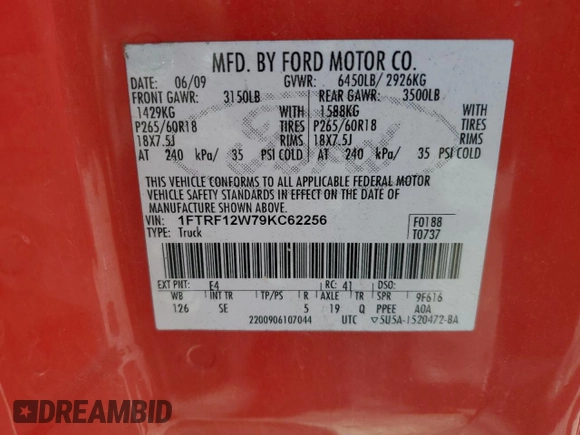 MFD. BY FORD MOTOR CO.
DATE: 06/09 GVWR: 6450LB/ 2926KG
FRONT GAWR: 3150LB REAR GAWR: 3500LB
1429KG WITH 1588KG WITH
P265/60R18 TIRES P265/60R18 TIRES
18X7.5J RIMS 18X7.5J RIMS
AT 240 kPa/ 35 PSI COLD AT 240 kPa/ 35 PSI COLD
THIS VEHICLE CONFORMS TO ALL APPLICABLE FEDERAL MOTOR
VEHICLE SAFETY STANDARDS IN EFFECT ON THE DATE OF
MANUFACTURE SHOWN ABOVE.
VIN: 1FTRF12W79KC62256 F0188
TYPE: Truck T0737
EXT PNT: E4 RC: 41 DSO:
WB INT TR TP/PS R AXLE TR SPR 9F616
126 SE 5 19 Q PPEE A0A
2200906107044 UTC ▽5U5A-1520472-BA
DREAMBID